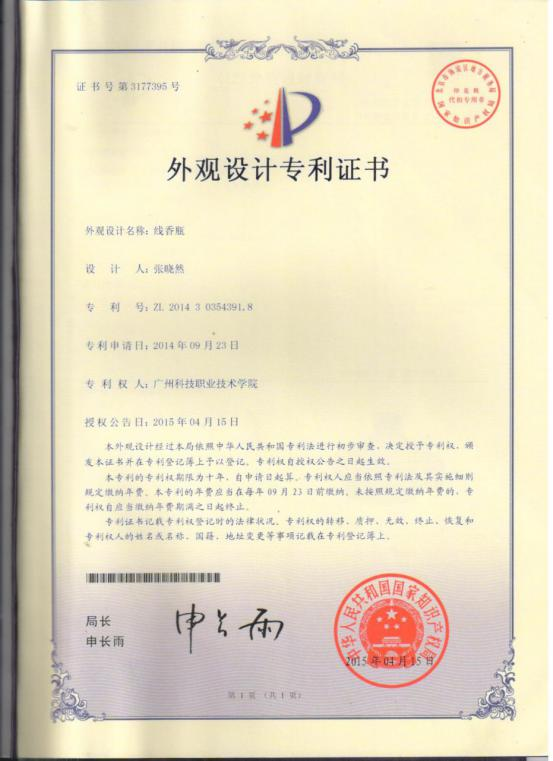 证书号第3177395号
印花税
代扣专用章
外观设计专利证书
外观设计名称：线香瓶
设计人：张晓然
专利号：ZL 2014 3 0354391.8
专利申请日：2014年09月23日
专利权人：广州科技职业技术学院
授权公告日：2015年04月15日
本外观设计经过本局依照中华人民共和国专利法进行初步审查，决定授予专利权，颁
发本证书并在专利登记簿上予以登记。专利权自授权公告之日起生效。
本专利的专利权期限为十年，自申请日起算。专利权人应当依照专利法及其实施细则
规定缴纳年费。本专利的年费应当在每年09月23日前缴纳。未按照规定缴纳年费的，专
利权自应当缴纳年费期满之日起终止。
专利证书记载专利权登记时的法律状况。专利权的转移、质押、无效、终止、恢复和
专利权人的姓名或名称、国籍、地址变更等事项记载在专利登记簿上。
局长
申长雨
申长雨
中华人民共和国国家知识产权局
2015年04月15日
第1页（共1页）